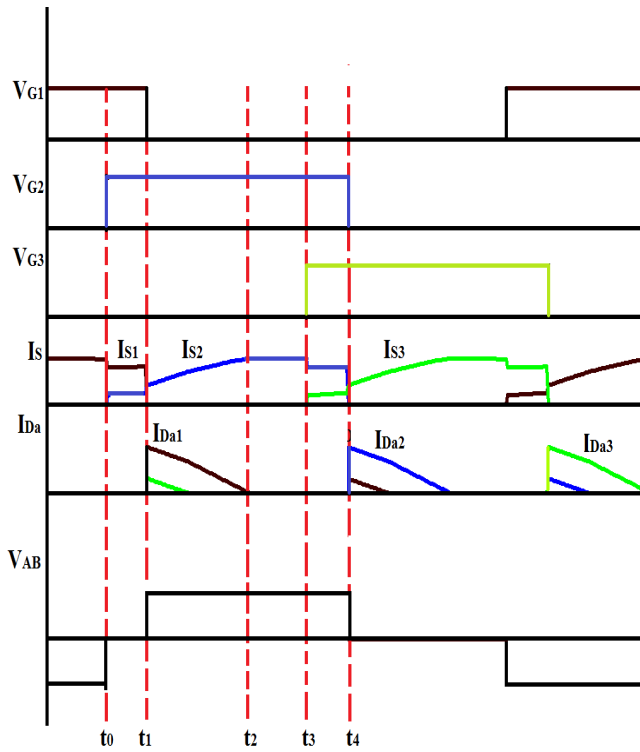 VG1
VG2
VG3
IS
IS1
IS2
IS3
IDa
IDa1
IDa2
IDa3
VAB
t0 t1 t2 t3 t4